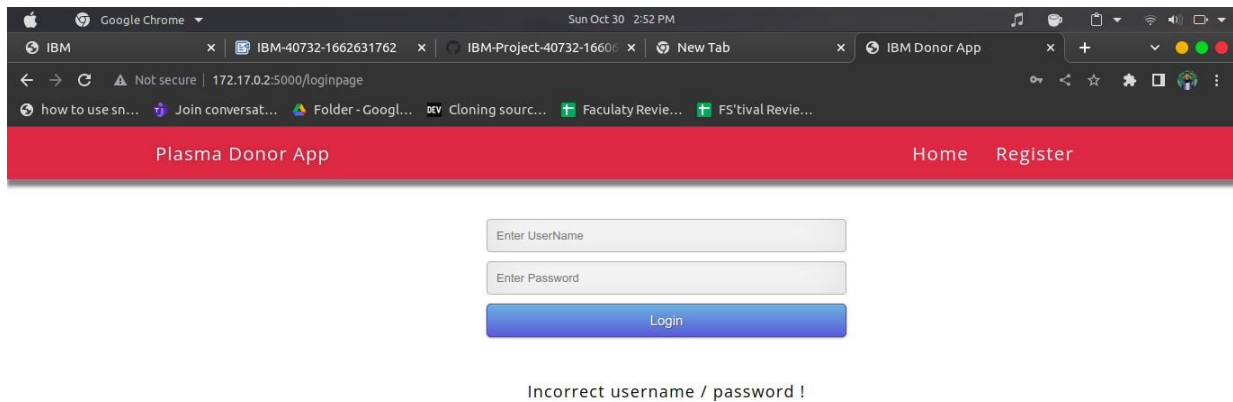 Google Chrome Sun Oct 30 2:52 PM
IBM IBM-40732-1662631762 IBM-Project-40732-16606 New Tab IBM Donor App
Not secure 172.17.0.2:5000/loginpage
how to use sn... Join conversat... Folder - Googl... DEV Cloning sourc... Faculaty Revie... FS'tival Revie...
Plasma Donor App Home Register
Enter UserName
Enter Password
Login
Incorrect username / password !